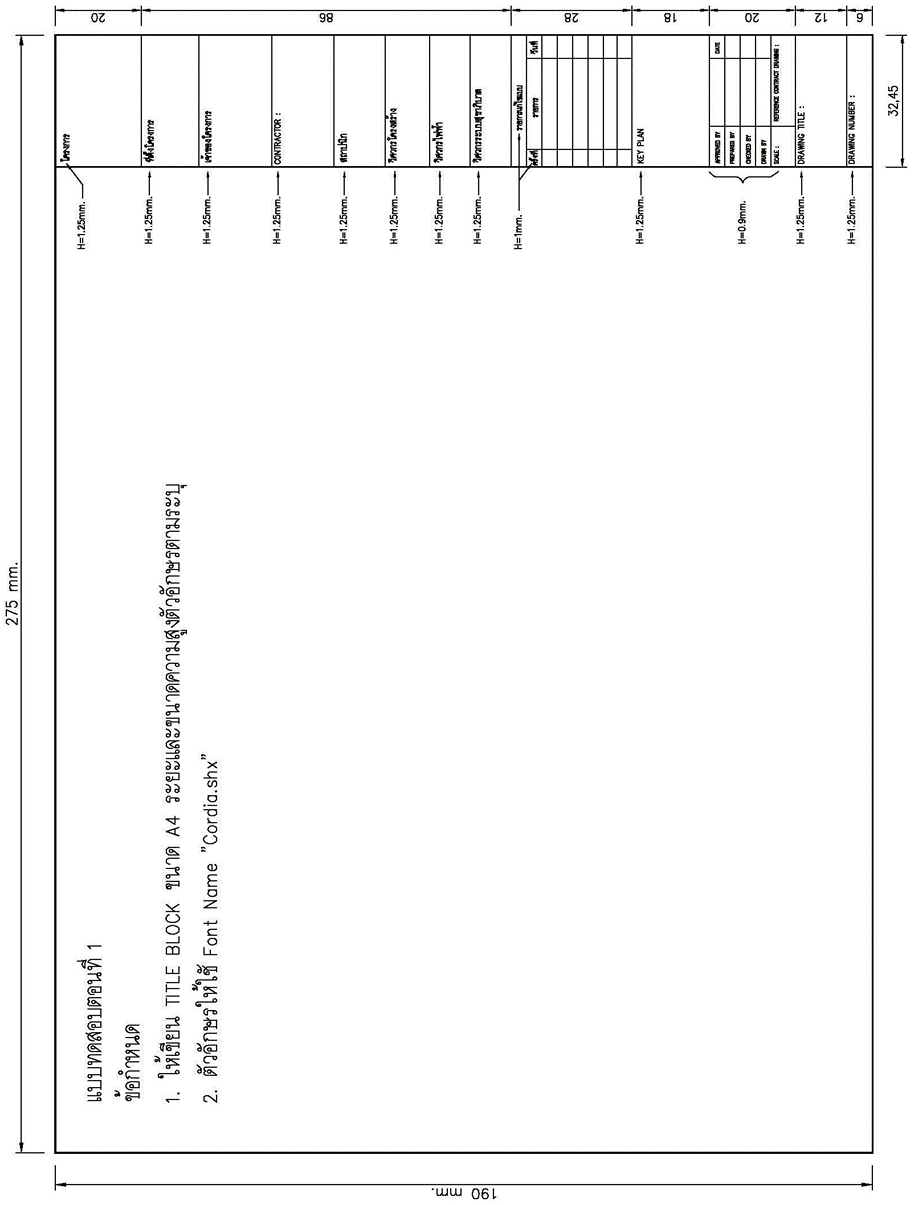 275 mm.
190 mm.
แบบทดสอบตอนที่ 1
ข้อกำหนด
1. ให้เขียน TITLE BLOCK ขนาด A4 ระยะและขนาดความสูงตัวอักษรตามระบุ
2. ตัวอักษรให้ใช้ Font Name "Cordia.shx"
H=1.25mm.
โครงการ
20
H=1.25mm.
ที่ตั้งโครงการ
H=1.25mm.
เจ้าของโครงการ
H=1.25mm.
CONTRACTOR :
H=1.25mm.
สถาปนิก
86
H=1.25mm.
วิศวกรโครงสร้าง
H=1.25mm.
วิศวกรไฟฟ้า
H=1.25mm.
วิศวกรระบบสุขาภิบาล
H=1mm.
รายการแก้ไขแบบ
ครั้งที่ รายการ วันที่
28
H=1.25mm.
KEY PLAN
18
H=0.9mm.
APPROVED BY DATE
PREPARED BY
CHECKED BY
DRAWN BY
SCALE : REFERENCE CONTRACT DRAWING :
20
H=1.25mm.
DRAWING TITLE :
12
H=1.25mm.
DRAWING NUMBER :
6
32,45